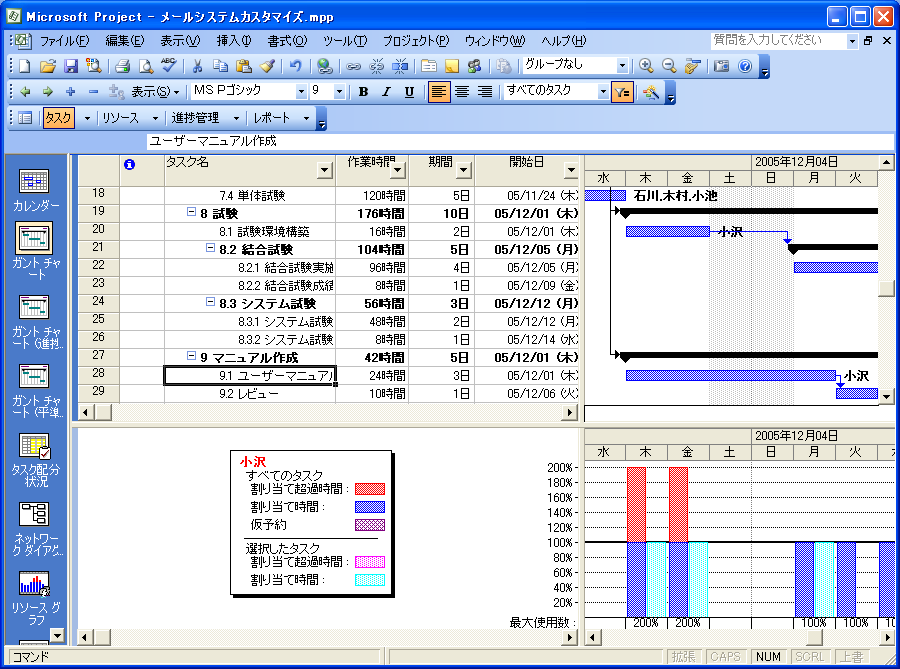 Microsoft Project - メールシステムカスタマイズ.mpp
ファイル(F) 編集(E) 表示(V) 挿入(I) 書式(O) ツール(T) プロジェクト(P) ウィンドウ(W) ヘルプ(H) 質問を入力してください
グループなし
表示(S) MS Pゴシック 9 B I U すべてのタスク
タスク リソース 進捗管理 レポート
ユーザーマニュアル作成
タスク名 作業時間 期間 開始日 2005年12月04日
水 木 金 土 日 月 火
18 7.4 単体試験 120時間 5日 05/11/24 (木) 石川,木村,小池
19 8 試験 176時間 10日 05/12/01 (木)
20 8.1 試験環境構築 16時間 2日 05/12/01 (木) 小沢
21 8.2 結合試験 104時間 5日 05/12/05 (月)
22 8.2.1 結合試験実施 96時間 4日 05/12/05 (月)
23 8.2.2 結合試験成績 8時間 1日 05/12/09 (金)
24 8.3 システム試験 56時間 3日 05/12/12 (月)
25 8.3.1 システム試験 48時間 2日 05/12/12 (月)
26 8.3.2 システム試験 8時間 1日 05/12/14 (水)
27 9 マニュアル作成 42時間 5日 05/12/01 (木)
28 9.1 ユーザーマニュアル 24時間 3日 05/12/01 (木) 小沢
29 9.2 レビュー 10時間 1日 05/12/06 (火)
カレンダー
ガント チャ
ート
ガント チャ
ート (進捗..
ガント チャ
ート (平準..
タスク配分
状況
ネットワー
ク ダイアグ..
リソース グ
ラフ
小沢
すべてのタスク
割り当て超過時間 :
割り当て時間 :
仮予約
選択したタスク
割り当て超過時間 :
割り当て時間 :
2005年12月04日
水 木 金 土 日 月 火 水
200%
180%
160%
140%
120%
100%
80%
60%
40%
20%
最大使用数 : 200% 200% 100% 100% 100%
コマンド 拡張 CAPS NUM SCRL 上書